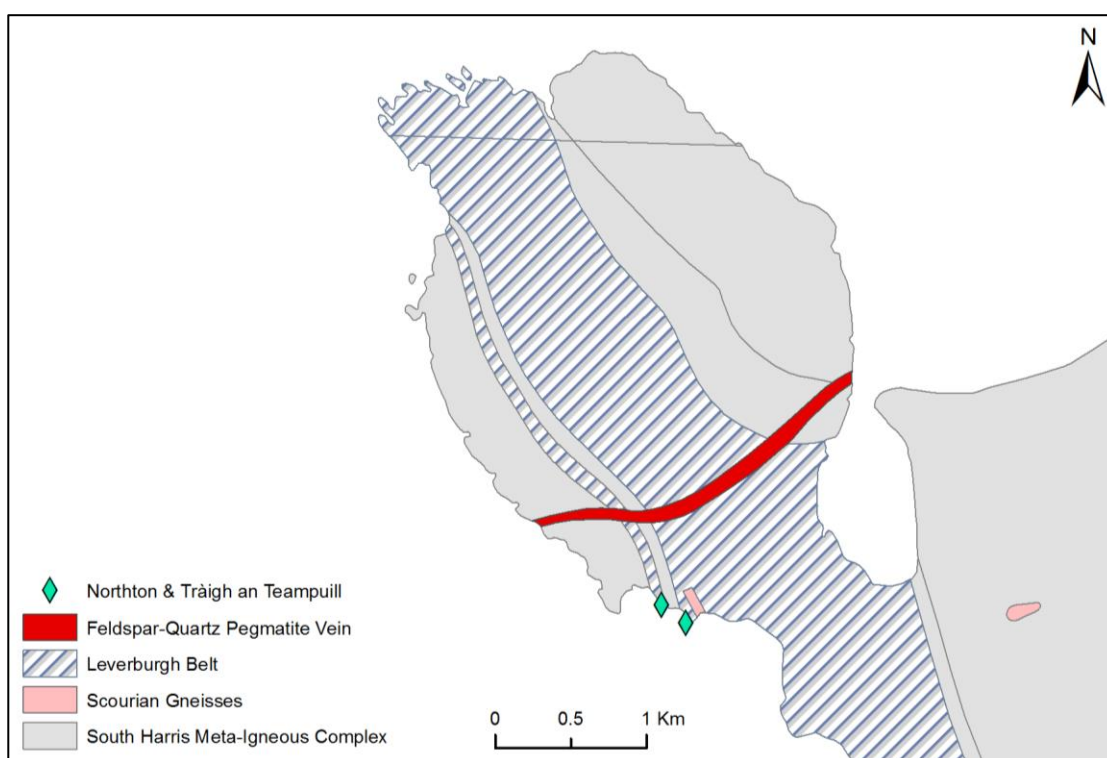 N
Northton & Tràigh an Teampuill
Feldspar-Quartz Pegmatite Vein
Leverburgh Belt
Scourian Gneisses
South Harris Meta-Igneous Complex
0 0.5 1 Km